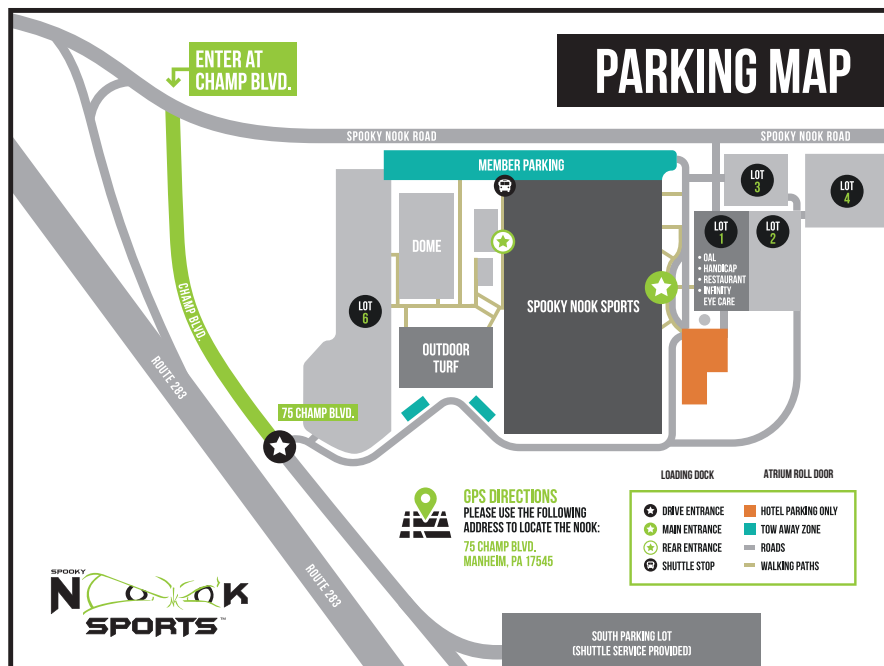 PARKING MAP
ENTER AT
CHAMP BLVD.
SPOOKY NOOK ROAD
SPOOKY NOOK ROAD
MEMBER PARKING
LOT
3
LOT
4
LOT
1
LOT
2
• OAL
• HANDICAP
• RESTAURANT
• INFINITY
EYE CARE
DOME
LOT
6
SPOOKY NOOK SPORTS
OUTDOOR
TURF
CHAMP BLVD.
ROUTE 283
75 CHAMP BLVD.
GPS DIRECTIONS
PLEASE USE THE FOLLOWING
ADDRESS TO LOCATE THE NOOK:
75 CHAMP BLVD.
MANHEIM, PA 17545
LOADING DOCK
ATRIUM ROLL DOOR
DRIVE ENTRANCE
MAIN ENTRANCE
REAR ENTRANCE
SHUTTLE STOP
HOTEL PARKING ONLY
TOW AWAY ZONE
ROADS
WALKING PATHS
ROUTE 283
SPOOKY
NOOK
SPORTS™
SOUTH PARKING LOT
(SHUTTLE SERVICE PROVIDED)